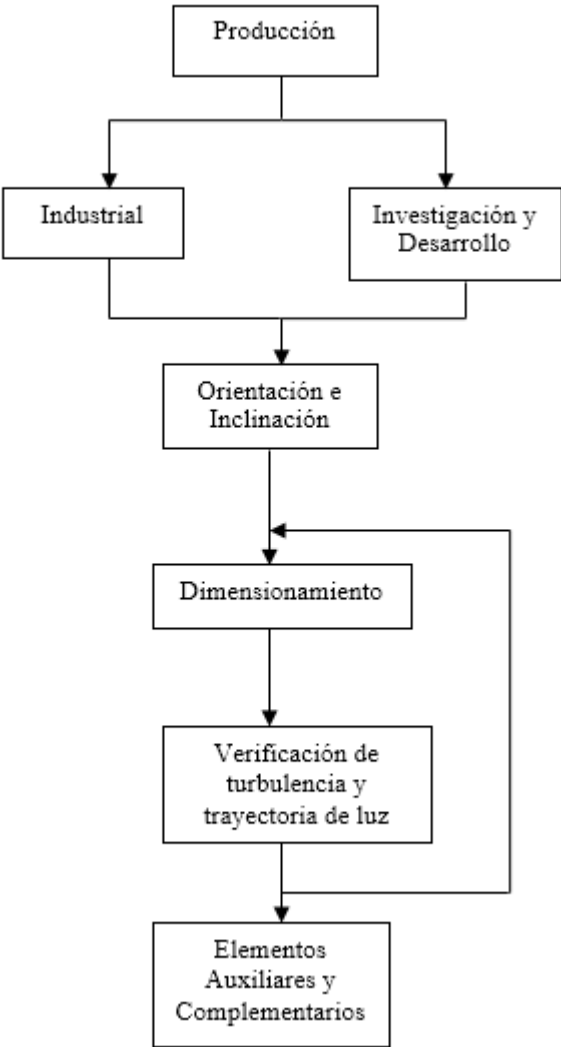 Producción
Industrial
Investigación y
Desarrollo
Orientación e
Inclinación
Dimensionamiento
Verificación de
turbulencia y
trayectoria de luz
Elementos
Auxiliares y
Complementarios